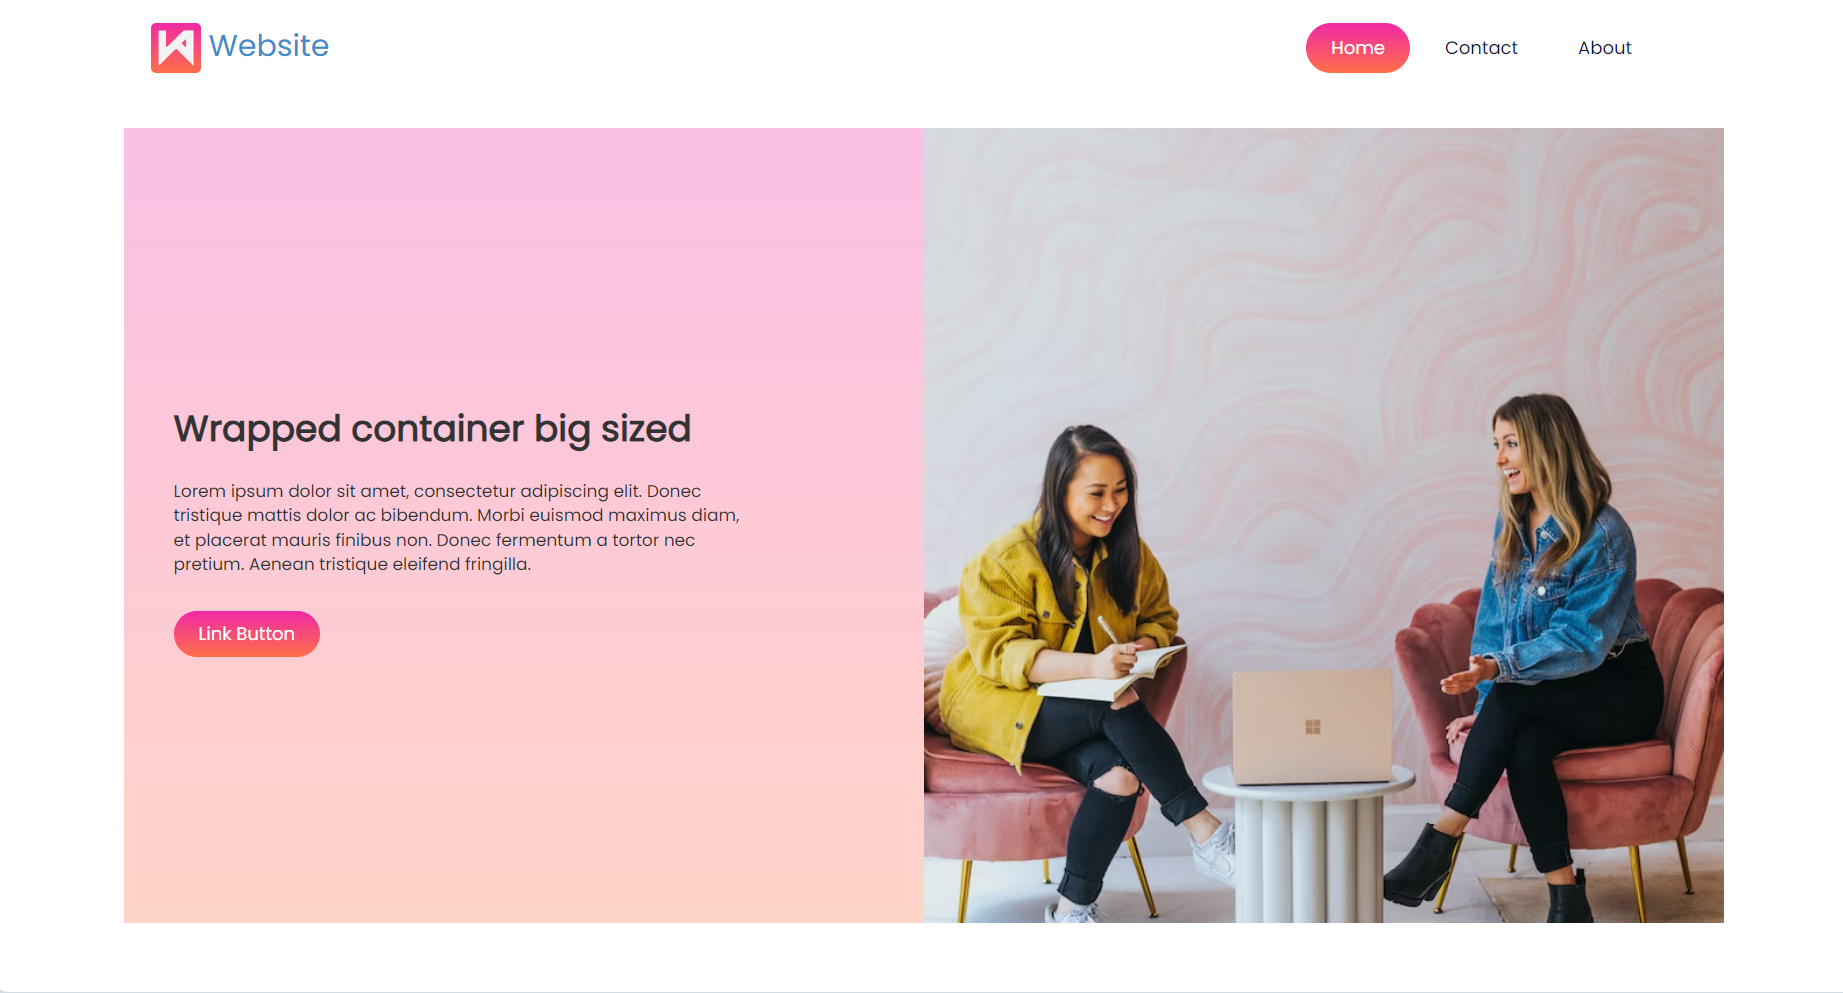 Website
Home
Contact
About
Wrapped container big sized
Lorem ipsum dolor sit amet, consectetur adipiscing elit. Donec
tristique mattis dolor ac bibendum. Morbi euismod maximus diam,
et placerat mauris finibus non. Donec fermentum a tortor nec
pretium. Aenean tristique eleifend fringilla.
Link Button